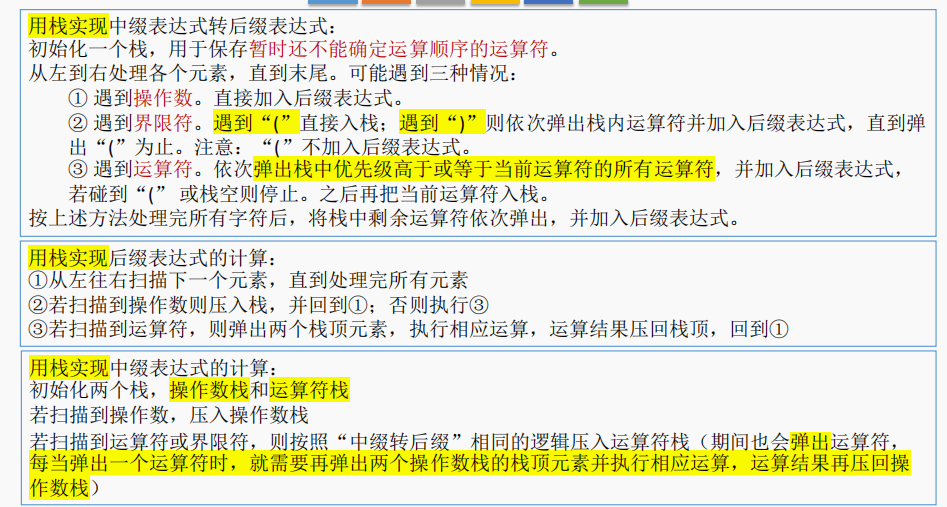 用栈实现中缀表达式转后缀表达式：
初始化一个栈，用于保存暂时还不能确定运算顺序的运算符。
从左到右处理各个元素，直到末尾。可能遇到三种情况：
① 遇到操作数。直接加入后缀表达式。
② 遇到界限符。遇到“(”直接入栈；遇到“)”则依次弹出栈内运算符并加入后缀表达式，直到弹
出“(”为止。注意：“(”不加入后缀表达式。
③ 遇到运算符。依次弹出栈中优先级高于或等于当前运算符的所有运算符，并加入后缀表达式，
若碰到“(” 或栈空则停止。之后再把当前运算符入栈。
按上述方法处理完所有字符后，将栈中剩余运算符依次弹出，并加入后缀表达式。
用栈实现后缀表达式的计算：
①从左往右扫描下一个元素，直到处理完所有元素
②若扫描到操作数则压入栈，并回到①；否则执行③
③若扫描到运算符，则弹出两个栈顶元素，执行相应运算，运算结果压回栈顶，回到①
用栈实现中缀表达式的计算：
初始化两个栈，操作数栈和运算符栈
若扫描到操作数，压入操作数栈
若扫描到运算符或界限符，则按照“中缀转后缀”相同的逻辑压入运算符栈（期间也会弹出运算符，
每当弹出一个运算符时，就需要再弹出两个操作数栈的栈顶元素并执行相应运算，运算结果再压回操
作数栈）